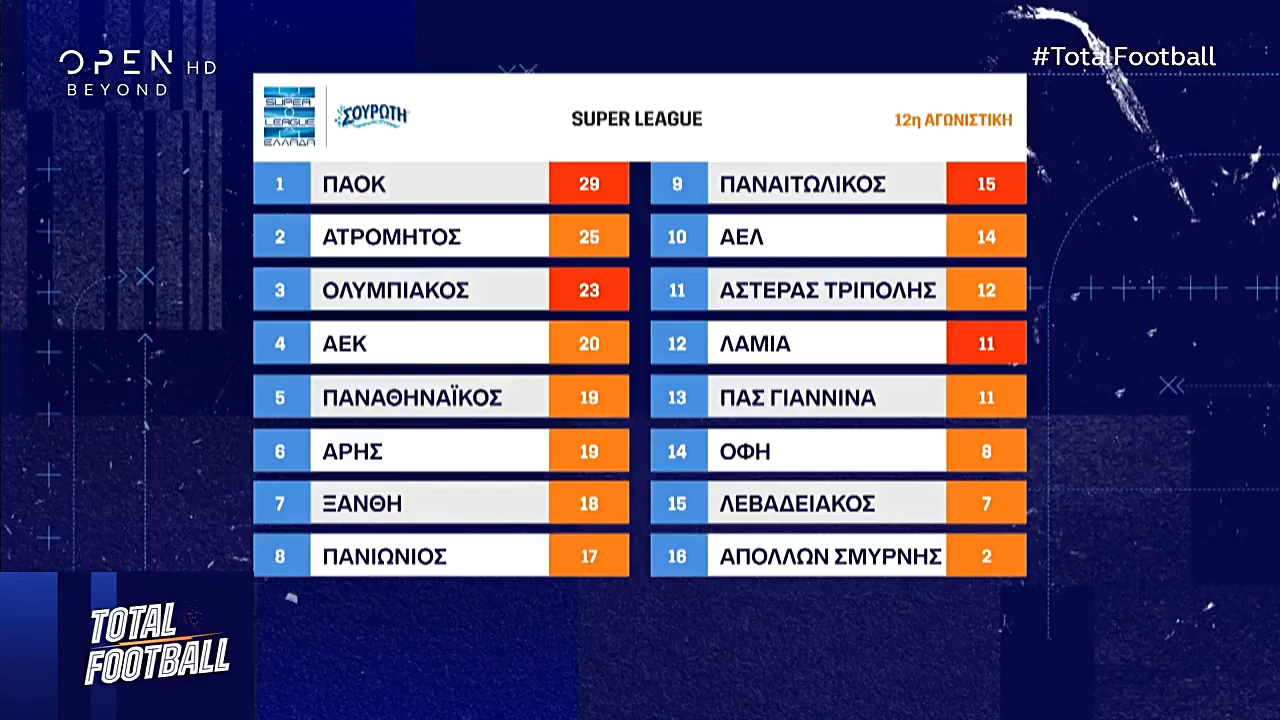 OPEN HD
BEYOND
#TotalFootball
SUPER
LEAGUE
ΕΛΛΑΔΑ
ΣΟΥΡΩΤΗ
SUPER LEAGUE
12η ΑΓΩΝΙΣΤΙΚΗ
1 ΠΑΟΚ 29
2 ΑΤΡΟΜΗΤΟΣ 25
3 ΟΛΥΜΠΙΑΚΟΣ 23
4 ΑΕΚ 20
5 ΠΑΝΑΘΗΝΑΪΚΟΣ 19
6 ΑΡΗΣ 19
7 ΞΑΝΘΗ 18
8 ΠΑΝΙΩΝΙΟΣ 17
9 ΠΑΝΑΙΤΩΛΙΚΟΣ 15
10 ΑΕΛ 14
11 ΑΣΤΕΡΑΣ ΤΡΙΠΟΛΗΣ 12
12 ΛΑΜΙΑ 11
13 ΠΑΣ ΓΙΑΝΝΙΝΑ 11
14 ΟΦΗ 8
15 ΛΕΒΑΔΕΙΑΚΟΣ 7
16 ΑΠΟΛΛΩΝ ΣΜΥΡΝΗΣ 2
TOTAL
FOOTBALL